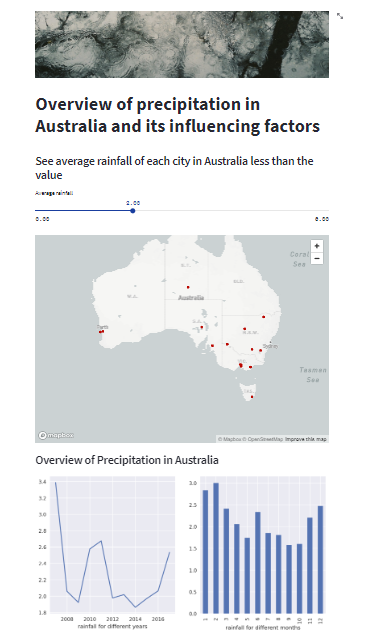 Overview of precipitation in
Australia and its influencing factors
See average rainfall of each city in Australia less than the
value
Average rainfall
2.00
0.00
6.00
Coral
Sea
Australia
Perth
Sydney
Tasman
Sea
mapbox
© Mapbox © OpenStreetMap Improve this map
Overview of Precipitation in Australia
3.4
3.2
3.0
2.8
2.6
2.4
2.2
2.0
1.8
2008
2010
2012
2014
2016
rainfall for different years
3.0
2.5
2.0
1.5
1.0
0.5
0.0
1
2
3
4
5
6
7
8
9
10
11
12
rainfall for different months